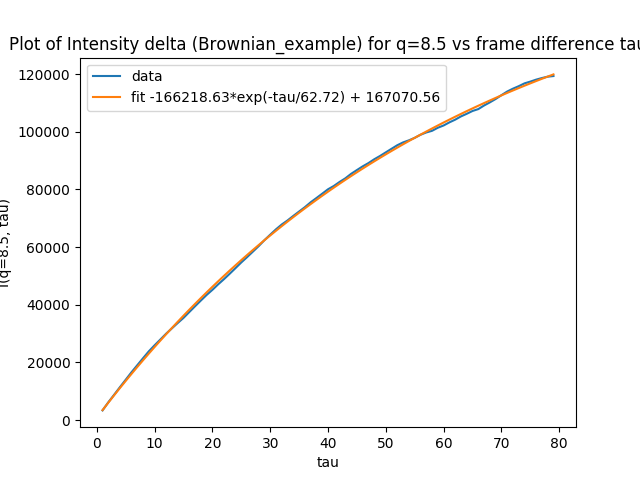 Plot of Intensity delta (Brownian_example) for q=8.5 vs frame difference tau
data
fit -166218.63*exp(-tau/62.72) + 167070.56
120000
100000
80000
60000
40000
20000
0
I(q=8.5, tau)
0 10 20 30 40 50 60 70 80
tau